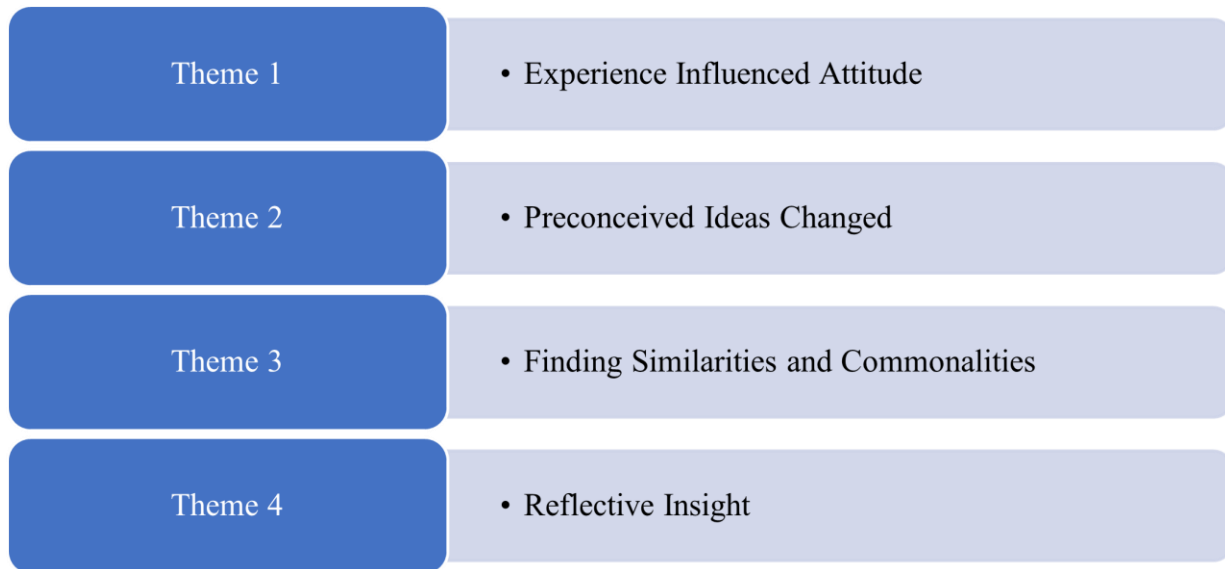 Theme 1
• Experience Influenced Attitude
Theme 2
• Preconceived Ideas Changed
Theme 3
• Finding Similarities and Commonalities
Theme 4
• Reflective Insight